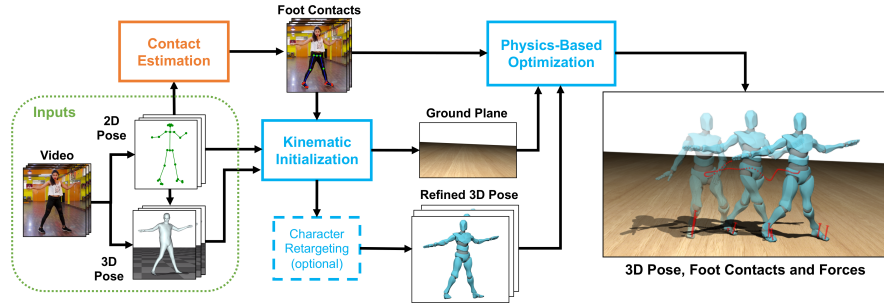 Contact
Estimation
Foot Contacts
Physics-Based
Optimization
Inputs
2D
Pose
Video
3D
Pose
Kinematic
Initialization
Ground Plane
Character
Retargeting
(optional)
Refined 3D Pose
3D Pose, Foot Contacts and Forces